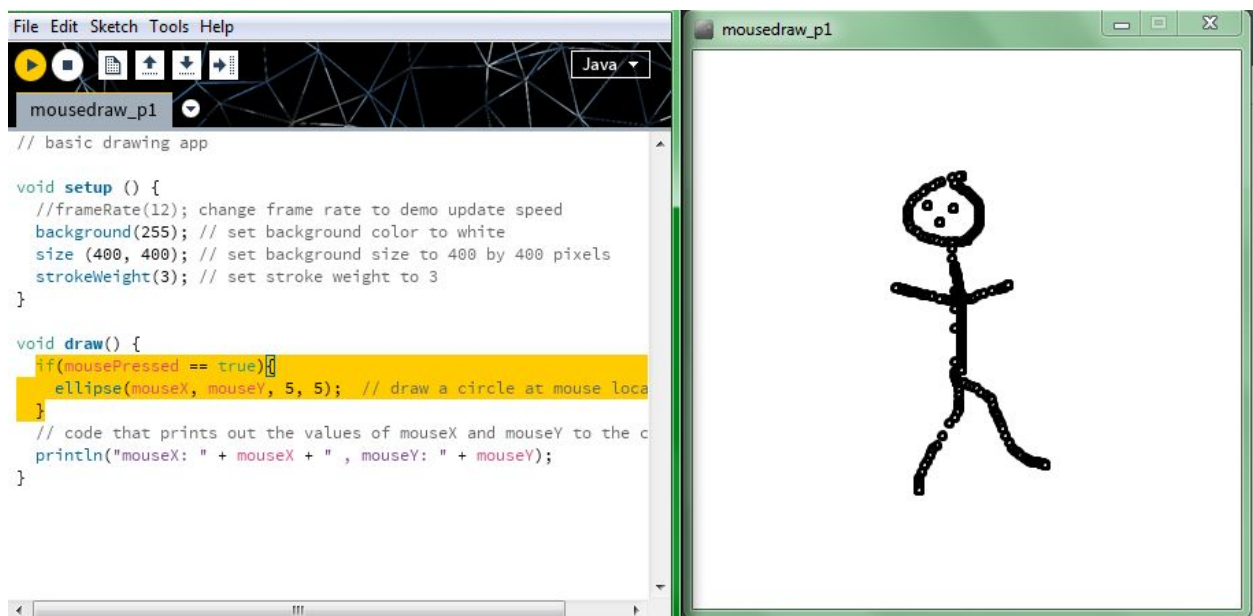 File Edit Sketch Tools Help
Java
mousedraw_p1
// basic drawing app
void setup () {
//frameRate(12); change frame rate to demo update speed
background(255); // set background color to white
size (400, 400); // set background size to 400 by 400 pixels
strokeWeight(3); // set stroke weight to 3
}
void draw() {
if(mousePressed == true){
ellipse(mouseX, mouseY, 5, 5); // draw a circle at mouse loca
}
// code that prints out the values of mouseX and mouseY to the c
println("mouseX: " + mouseX + " , mouseY: " + mouseY);
}
mousedraw_p1